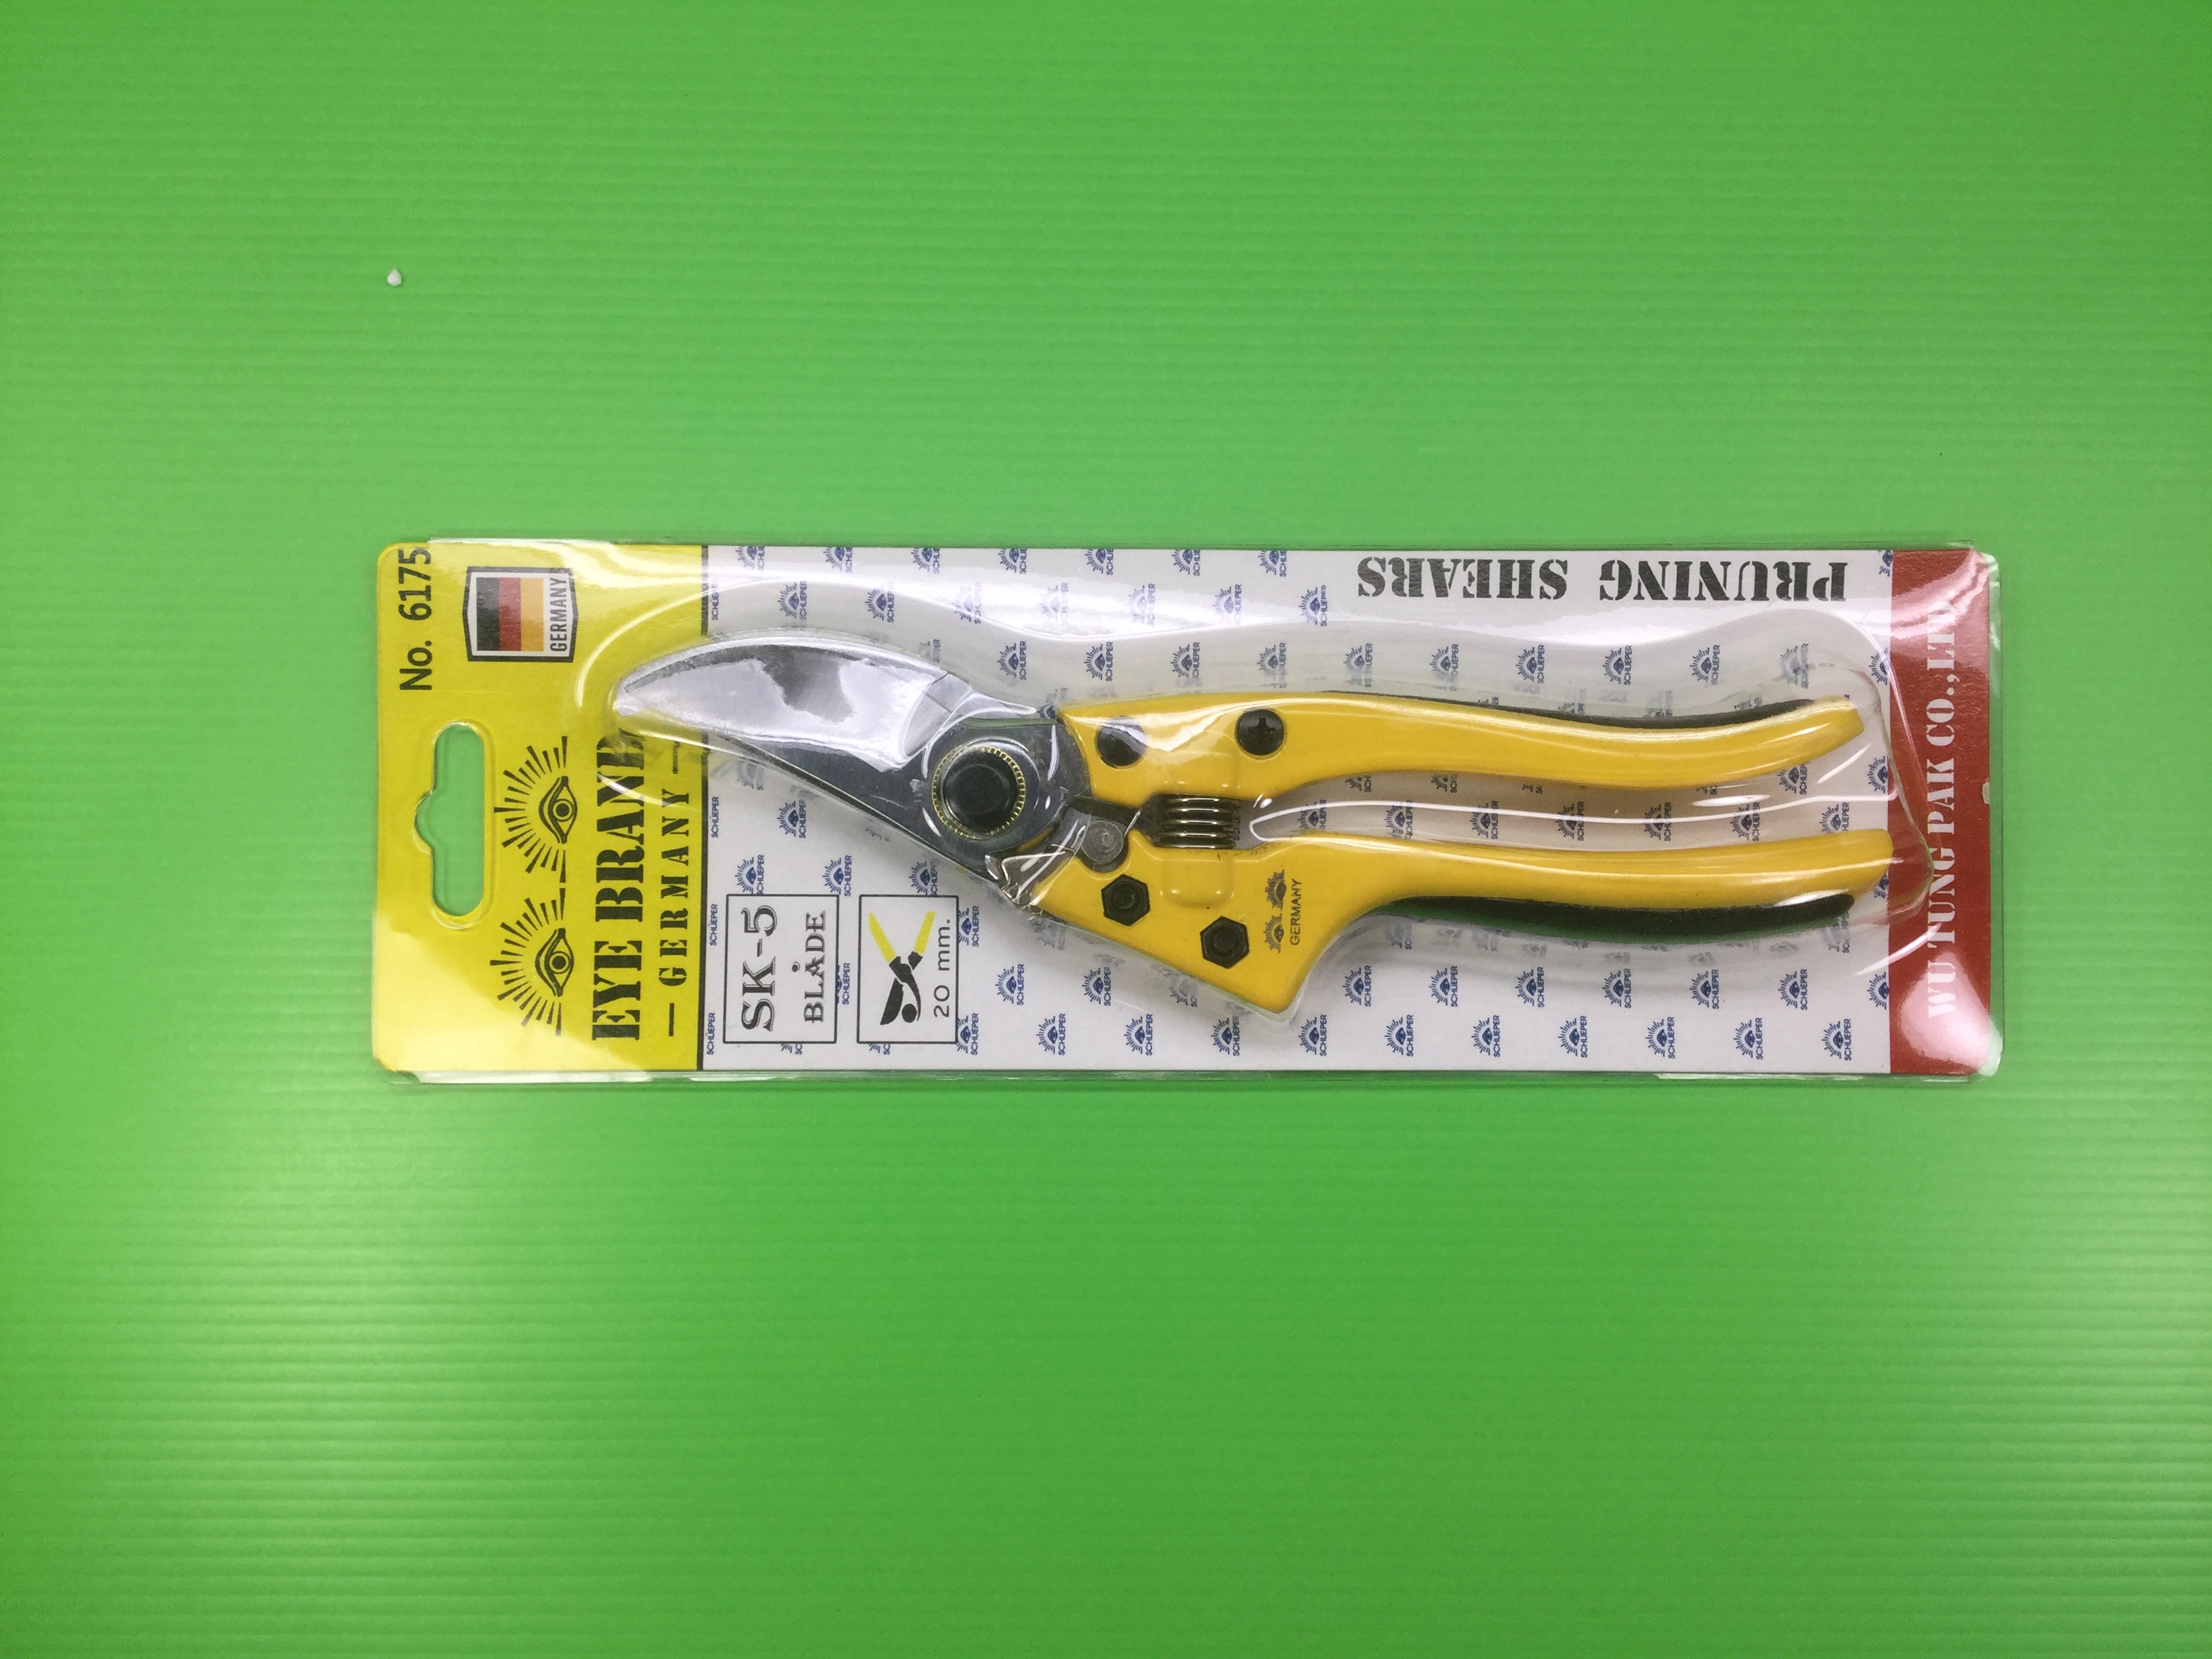 No. 6175
GERMANY
EYE BRAND
— GERMANY —
SK-5
BLADE
20 mm.
PRUNING SHEARS
GERMANY
SCHLIEPER
WU TUNG PAK CO.,LTD